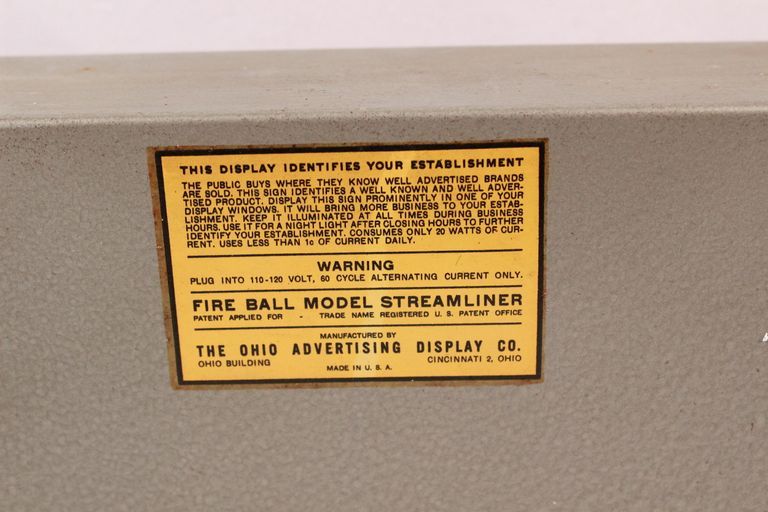 THIS DISPLAY IDENTIFIES YOUR ESTABLISHMENT
THE PUBLIC BUYS WHERE THEY KNOW WELL ADVERTISED BRANDS
ARE SOLD. THIS SIGN IDENTIFIES A WELL KNOWN AND WELL ADVER-
TISED PRODUCT. DISPLAY THIS SIGN PROMINENTLY IN ONE OF YOUR
DISPLAY WINDOWS. IT WILL BRING MORE BUSINESS TO YOUR ESTAB-
LISHMENT. KEEP IT ILLUMINATED AT ALL TIMES DURING BUSINESS
HOURS. USE IT FOR A NIGHT LIGHT AFTER CLOSING HOURS TO FURTHER
IDENTIFY YOUR ESTABLISHMENT. CONSUMES ONLY 20 WATTS OF CUR-
RENT. USES LESS THAN 1c OF CURRENT DAILY.
WARNING
PLUG INTO 110-120 VOLT, 60 CYCLE ALTERNATING CURRENT ONLY.
FIRE BALL MODEL STREAMLINER
PATENT APPLIED FOR - TRADE NAME REGISTERED U. S. PATENT OFFICE
MANUFACTURED BY
THE OHIO ADVERTISING DISPLAY CO.
OHIO BUILDING CINCINNATI 2, OHIO
MADE IN U. S. A.